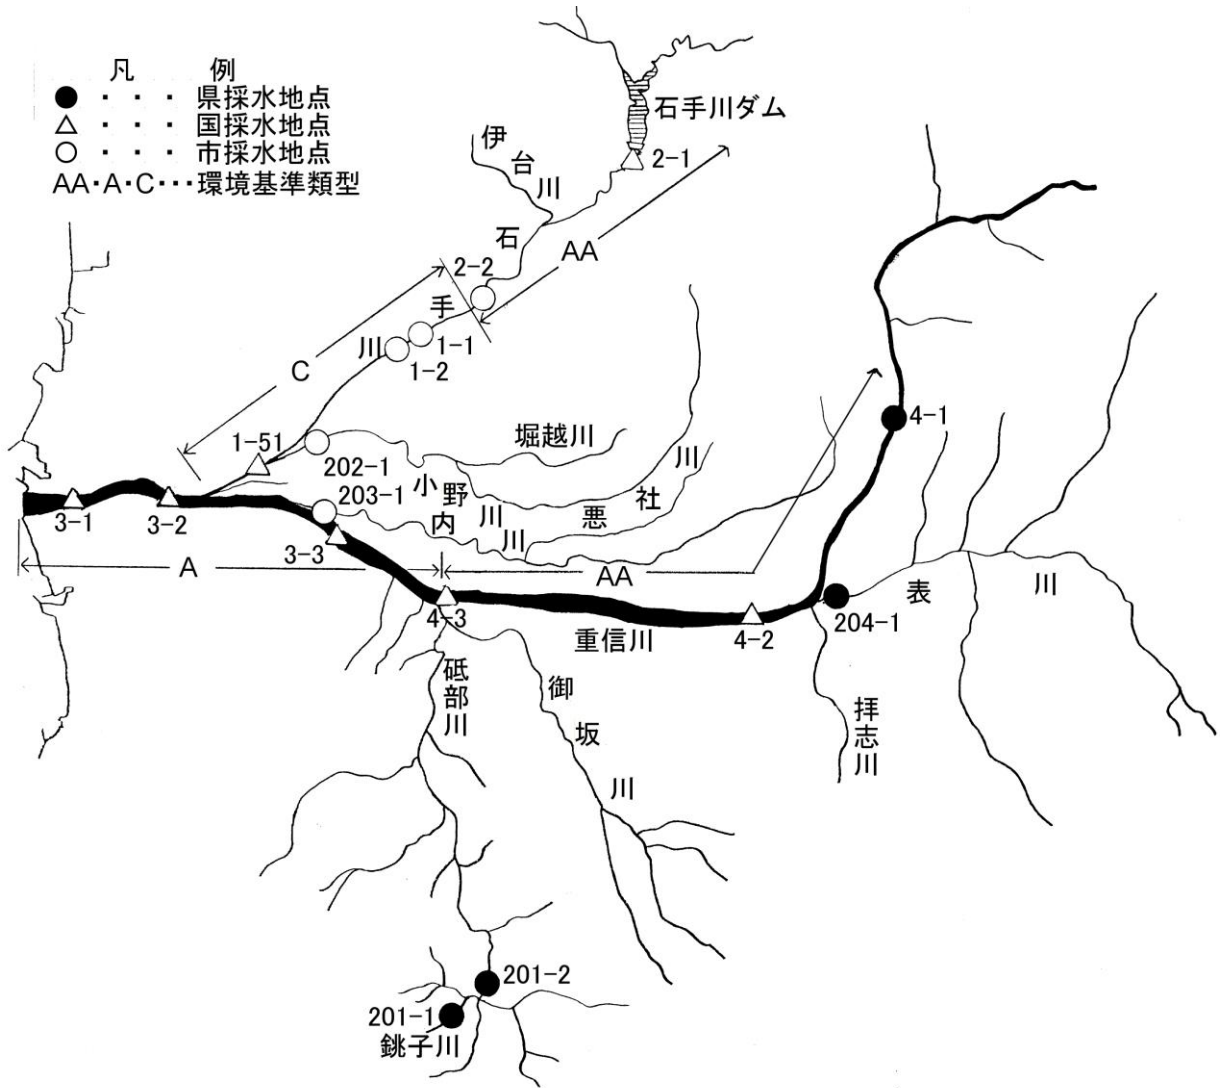 凡 例
●・・・県採水地点
△・・・国採水地点
○・・・市採水地点
AA・A・C・・・環境基準類型
石手川ダム
2-1
伊台川
AA
石手川
2-2
1-1
1-2
C
1-51
202-1
堀越川
小野川
悪社川
内川
203-1
4-1
3-1
3-2
3-3
A
AA
4-3
重信川
4-2
204-1
表川
砥部川
御坂川
拝志川
201-2
201-1
銚子川